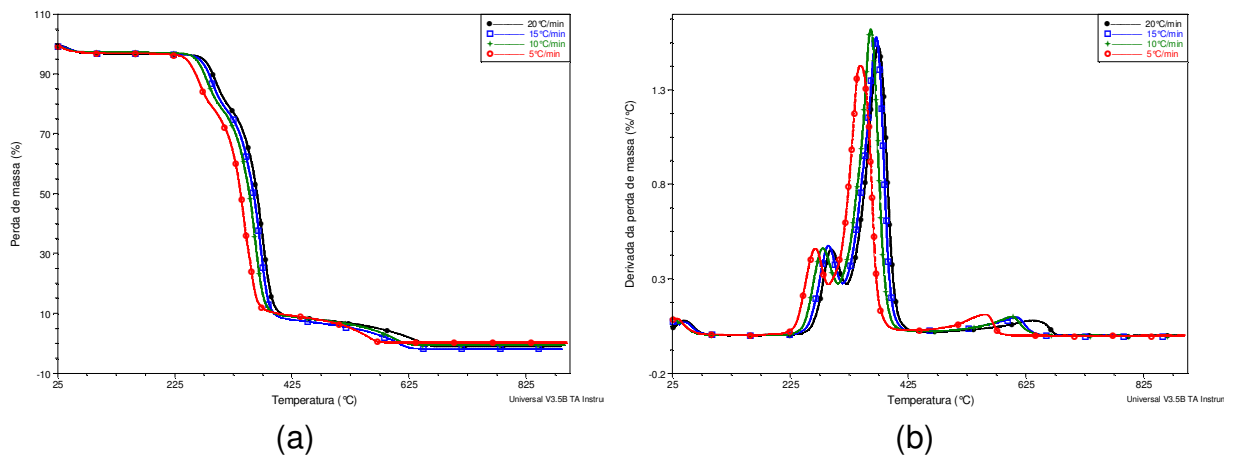 110
90
70
50
30
10
-10
25
225
425
625
825
Perda de massa (%)
Temperatura (°C)
20°C/min
15°C/min
10°C/min
5°C/min
Universal V3.5B TA Instru
(a)
1.3
0.8
0.3
-0.2
25
225
425
625
825
Derivada da perda de massa (%/°C)
Temperatura (°C)
20°C/min
15°C/min
10°C/min
5°C/min
Universal V3.5B TA Instrun
(b)